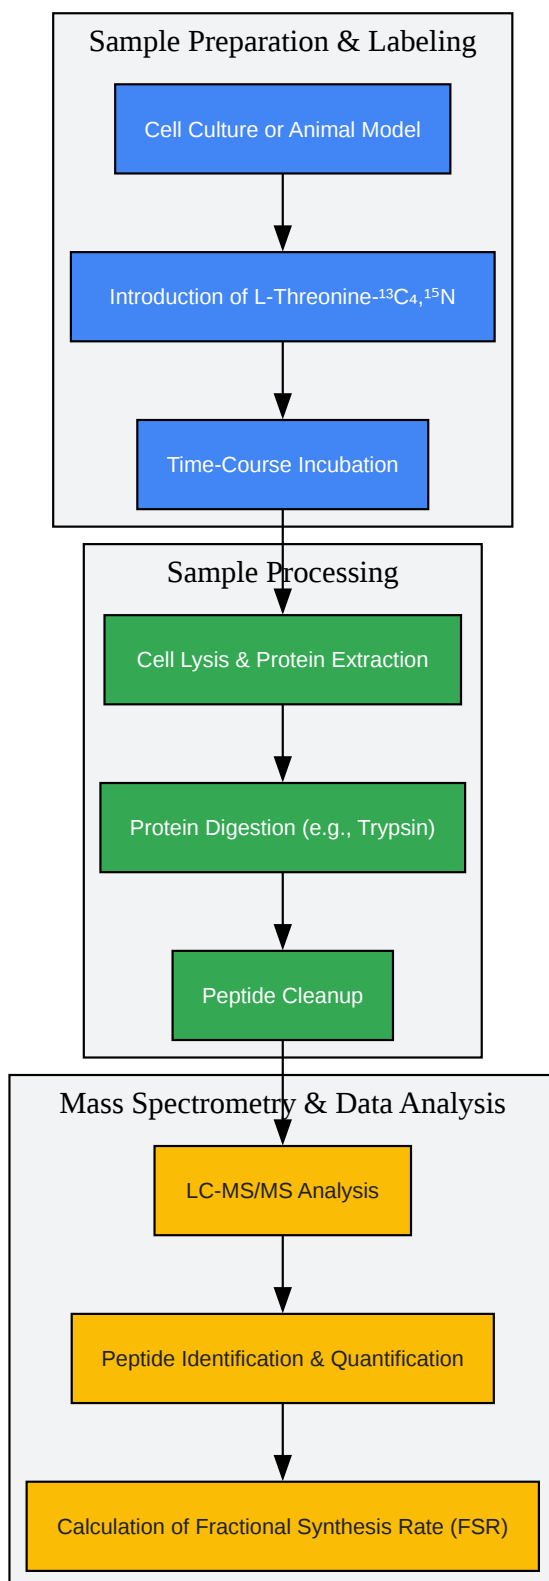 Sample Preparation & Labeling
Cell Culture or Animal Model
Introduction of L-Threonine-¹³C₄,¹⁵N
Time-Course Incubation
Sample Processing
Cell Lysis & Protein Extraction
Protein Digestion (e.g., Trypsin)
Peptide Cleanup
Mass Spectrometry & Data Analysis
LC-MS/MS Analysis
Peptide Identification & Quantification
Calculation of Fractional Synthesis Rate (FSR)